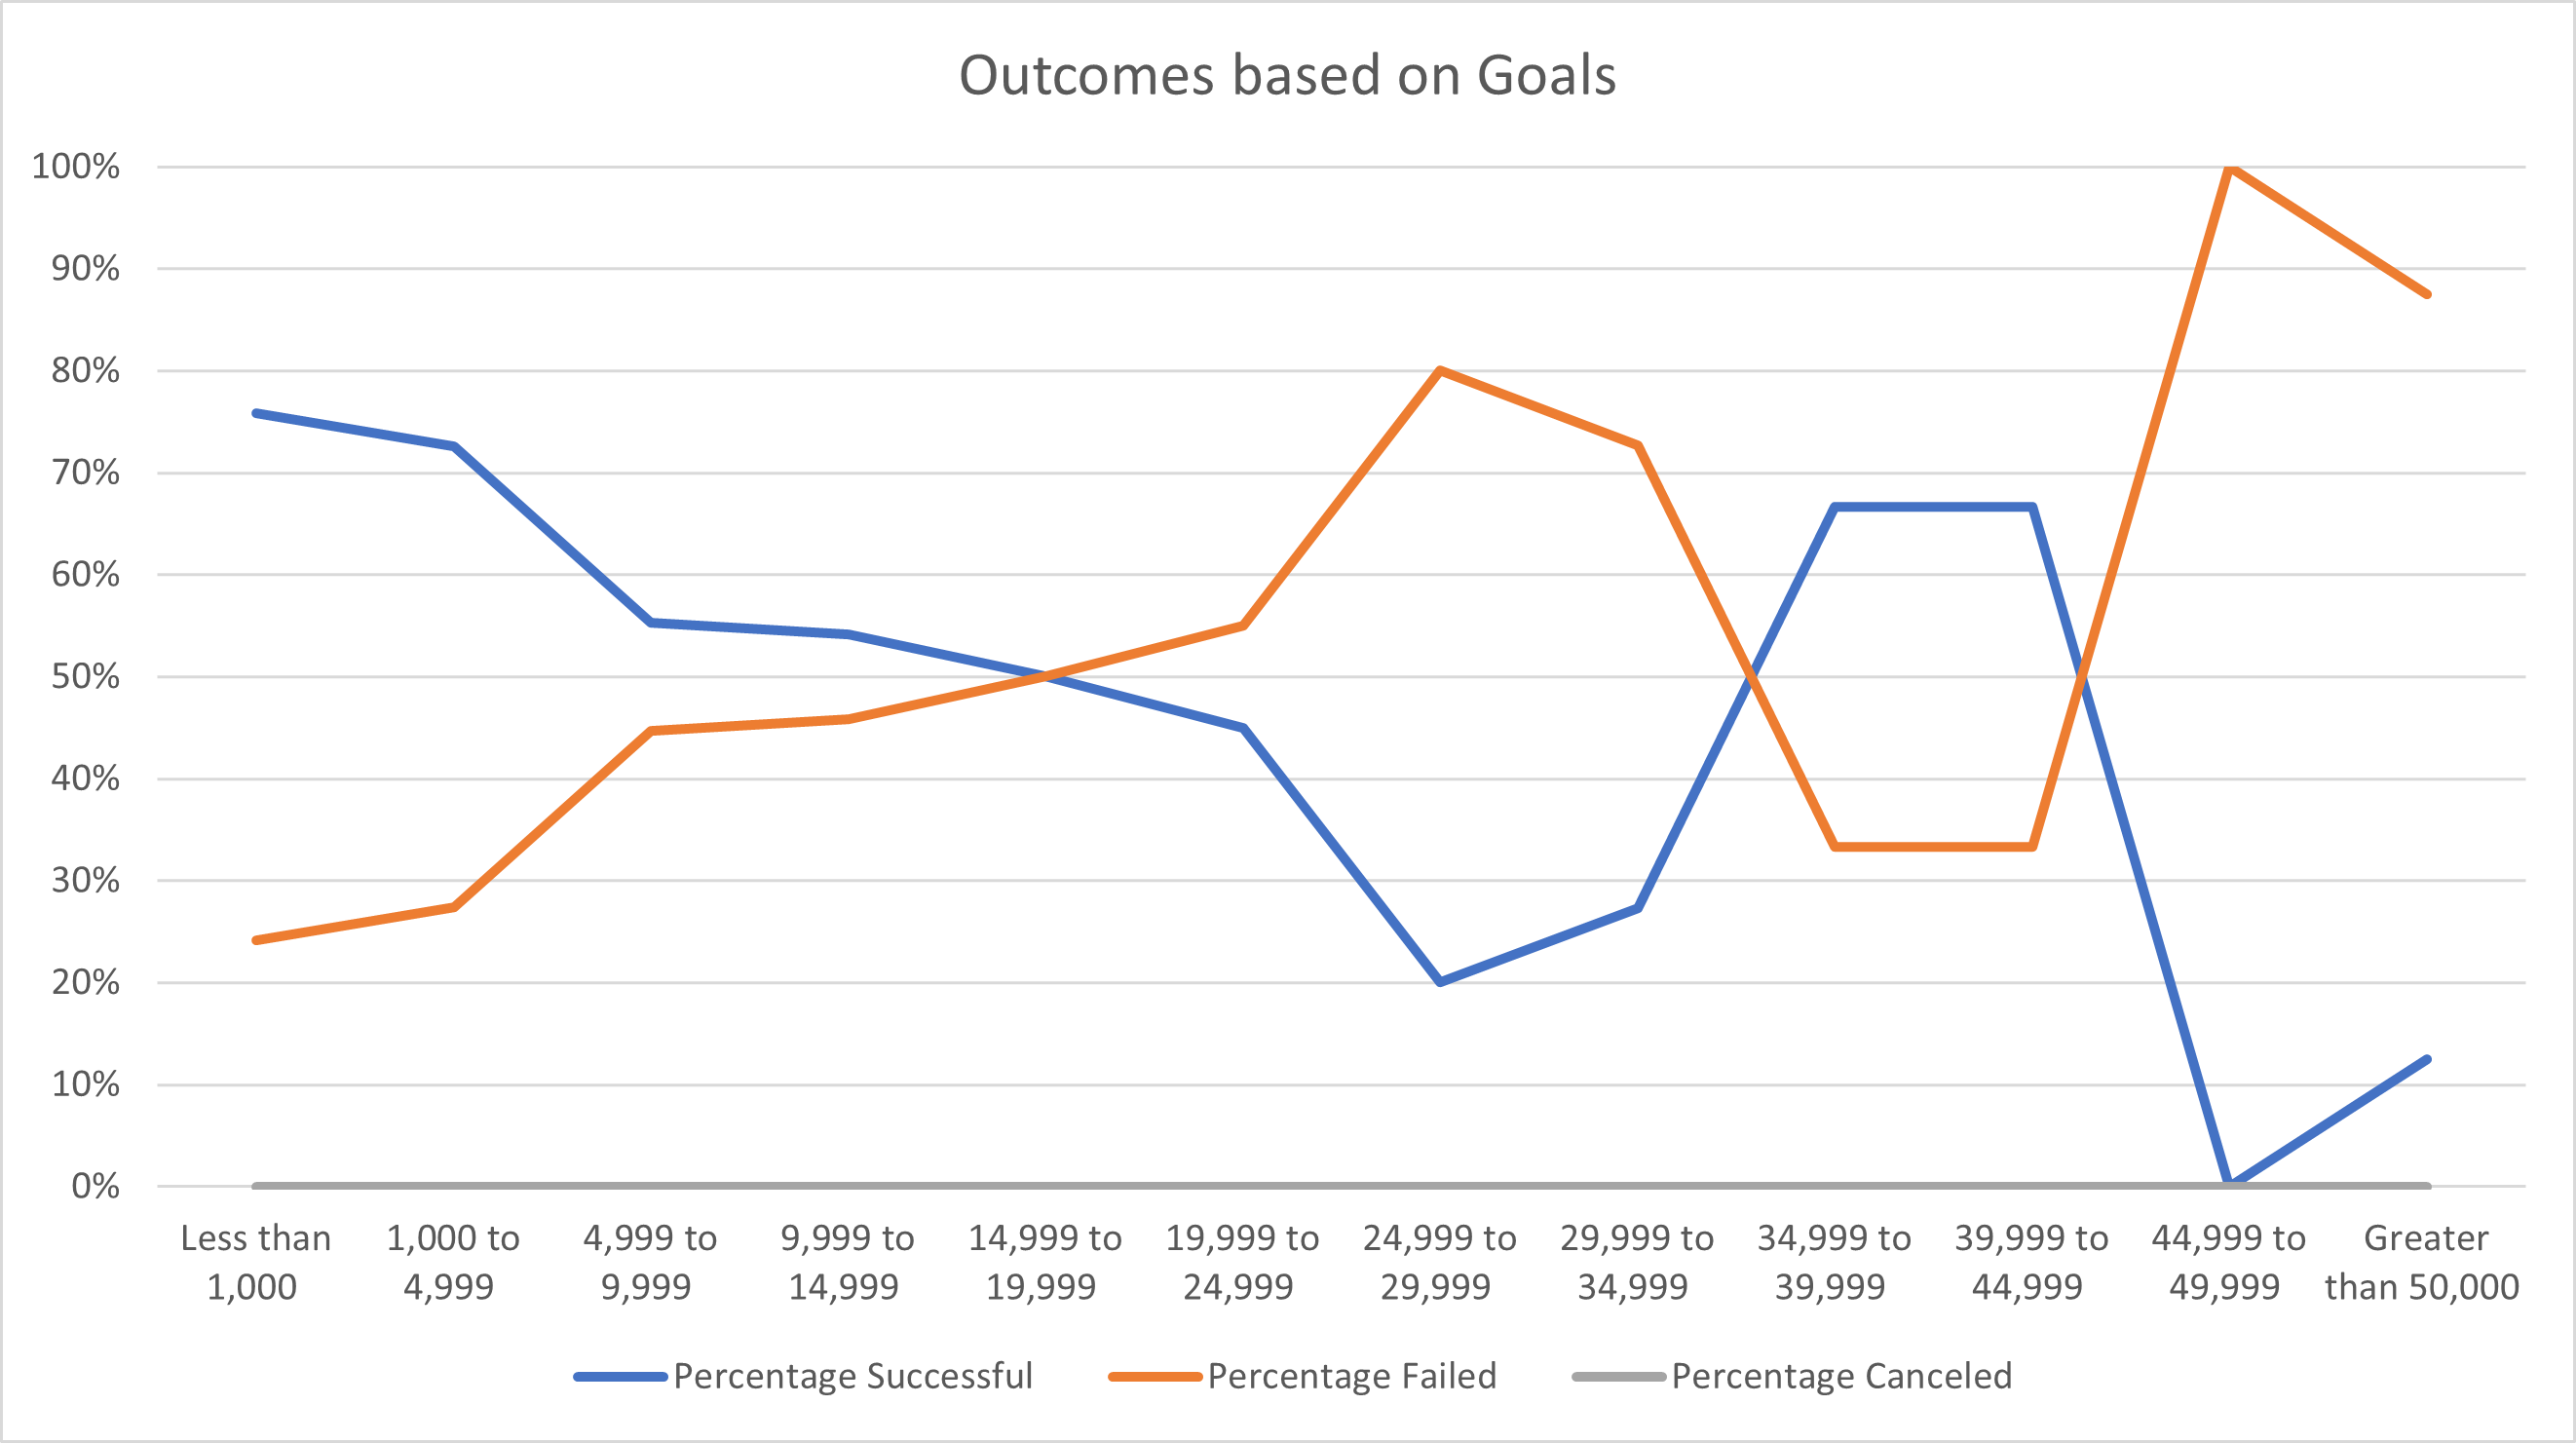 Outcomes based on Goals
100%
90%
80%
70%
60%
50%
40%
30%
20%
10%
0%
Less than
1,000
1,000 to
4,999
4,999 to
9,999
9,999 to
14,999
14,999 to
19,999
19,999 to
24,999
24,999 to
29,999
29,999 to
34,999
34,999 to
39,999
39,999 to
44,999
44,999 to
49,999
Greater
than 50,000
Percentage Successful
Percentage Failed
Percentage Canceled